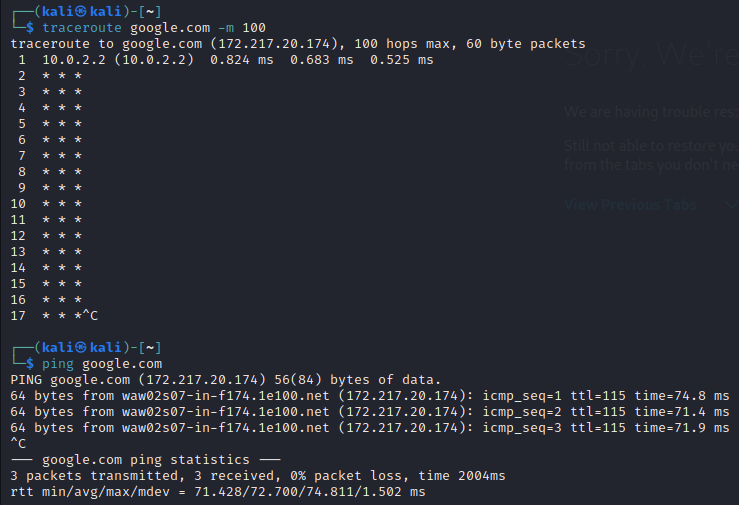 ┌──(kali㉿kali)-[~]
└─$ traceroute google.com -m 100
traceroute to google.com (172.217.20.174), 100 hops max, 60 byte packets
 1  10.0.2.2 (10.0.2.2)  0.824 ms  0.683 ms  0.525 ms
 2  * * *
 3  * * *
 4  * * *
 5  * * *
 6  * * *
 7  * * *
 8  * * *
 9  * * *
10  * * *
11  * * *
12  * * *
13  * * *
14  * * *
15  * * *
16  * * *
17  * * *^C
┌──(kali㉿kali)-[~]
└─$ ping google.com
PING google.com (172.217.20.174) 56(84) bytes of data.
64 bytes from waw02s07-in-f174.1e100.net (172.217.20.174): icmp_seq=1 ttl=115 time=74.8 ms
64 bytes from waw02s07-in-f174.1e100.net (172.217.20.174): icmp_seq=2 ttl=115 time=71.4 ms
64 bytes from waw02s07-in-f174.1e100.net (172.217.20.174): icmp_seq=3 ttl=115 time=71.9 ms
^C
--- google.com ping statistics ---
3 packets transmitted, 3 received, 0% packet loss, time 2004ms
rtt min/avg/max/mdev = 71.428/72.700/74.811/1.502 ms
Sorry. We're
We are having trouble
Still not able to restore
from the tabs you don't
View Previous Tabs